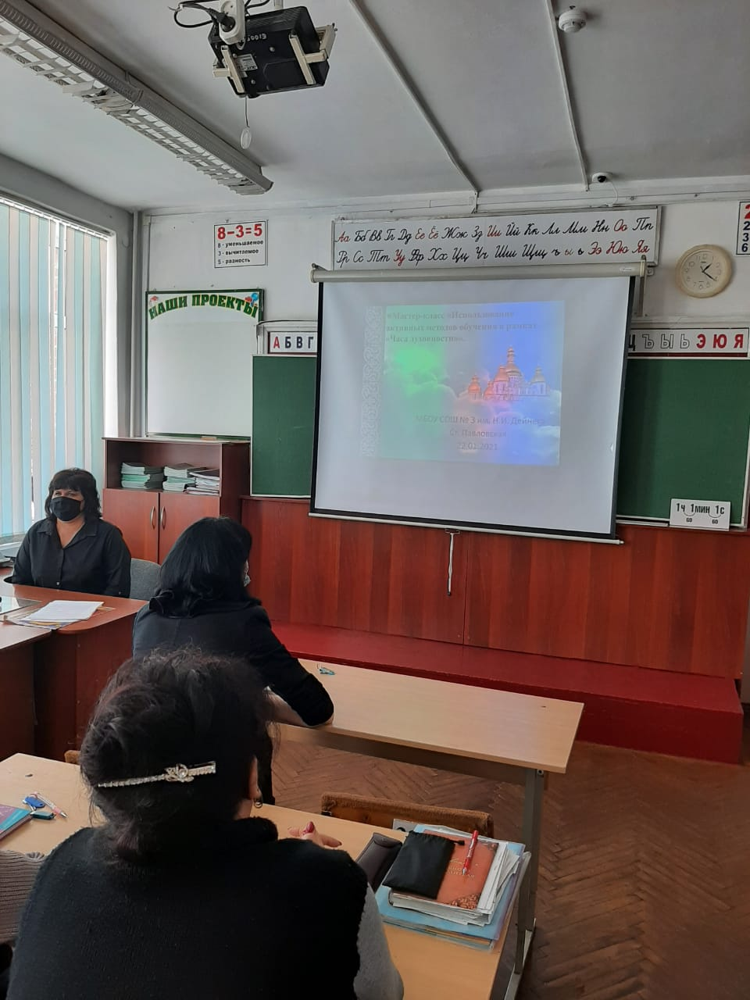 8-3=5
8 - уменьшаемое
3 - вычитаемое
5 - разность
Аа Бб Вв Гг Дд Ее Ёё Жж Зз Ии Йй Кк Лл Мм Нн Оо Пп
Рр Сс Тт Уу Фф Хх Цц Чч Шш Щщ ъ ы ь Ээ Юю Яя
НАШИ ПРОЕКТЫ
А Б В Г
Ц Ъ Ы Ь Э Ю Я
«Мастер-класс «Использование
активных методов обучения в рамках
«Часа духовности».
МБОУ СОШ № 3 им. Н.И. Дейнега
Ст. Павловская
22.01.2021
1ч 1мин 1с
60 60